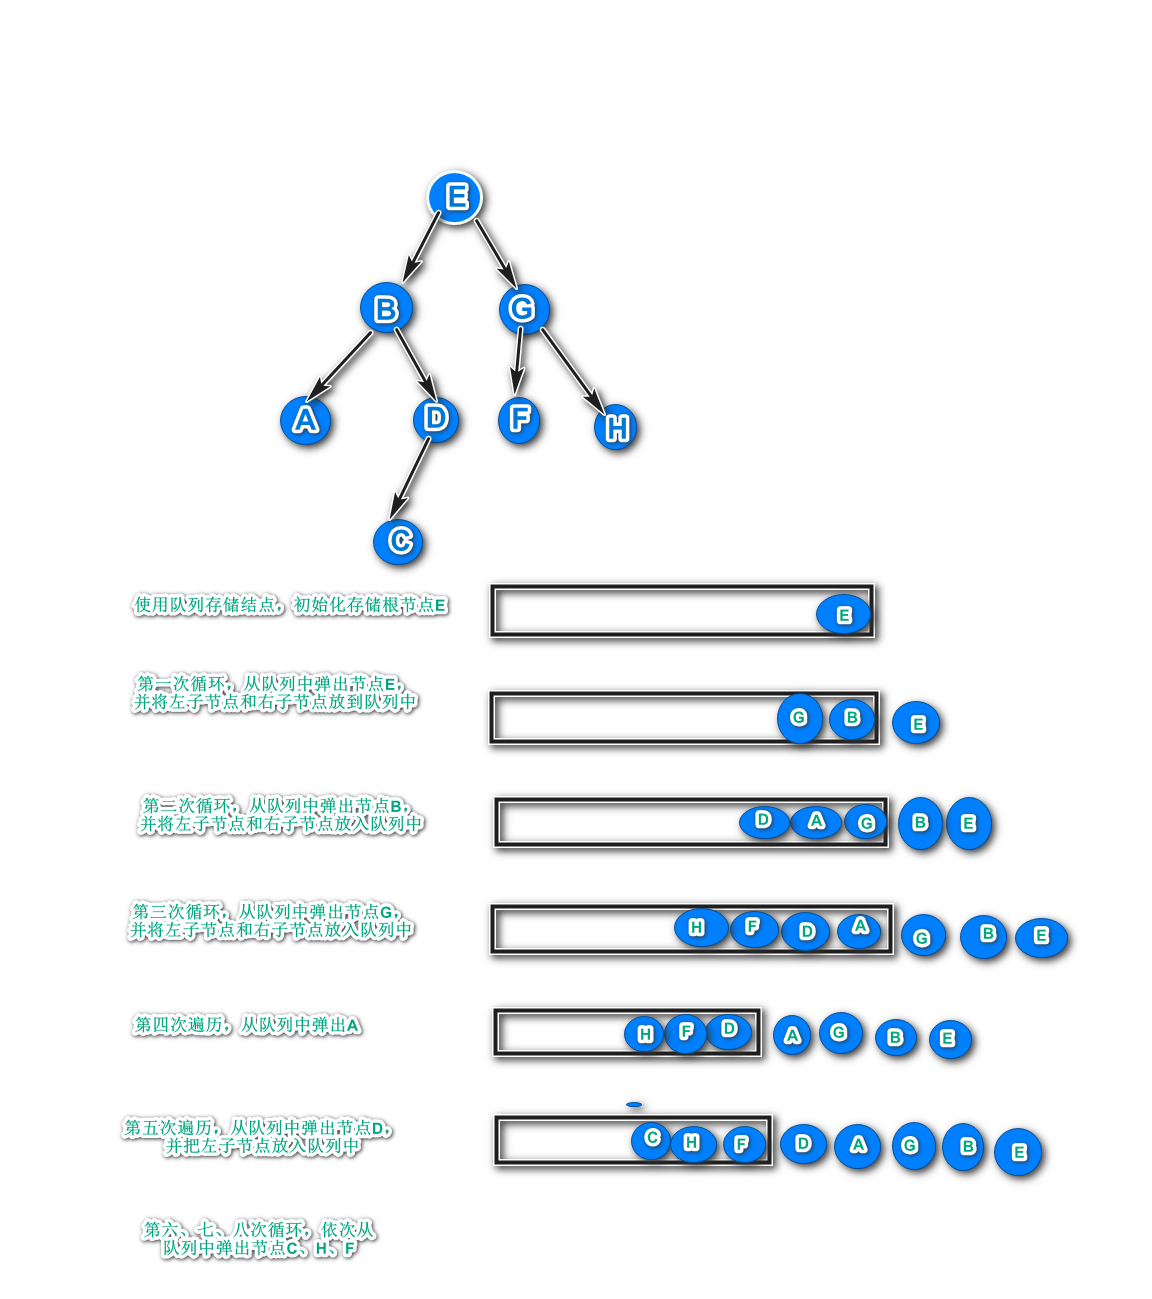 E
B
G
A
D
F
H
C
使用队列存储结点，初始化存储根节点E
E
第一次循环，从队列中弹出节点E，
并将左子节点和右子节点放到队列中
G B E
第二次循环，从队列中弹出节点B，
并将左子节点和右子节点放入队列中
D A G B E
第三次循环，从队列中弹出节点G，
并将左子节点和右子节点放入队列中
H F D A G B E
第四次遍历，从队列中弹出A
H F D A G B E
第五次遍历，从队列中弹出节点D，
并把左子节点放入队列中
C H F D A G B E
第六、七、八次循环，依次从
队列中弹出节点C、H、F